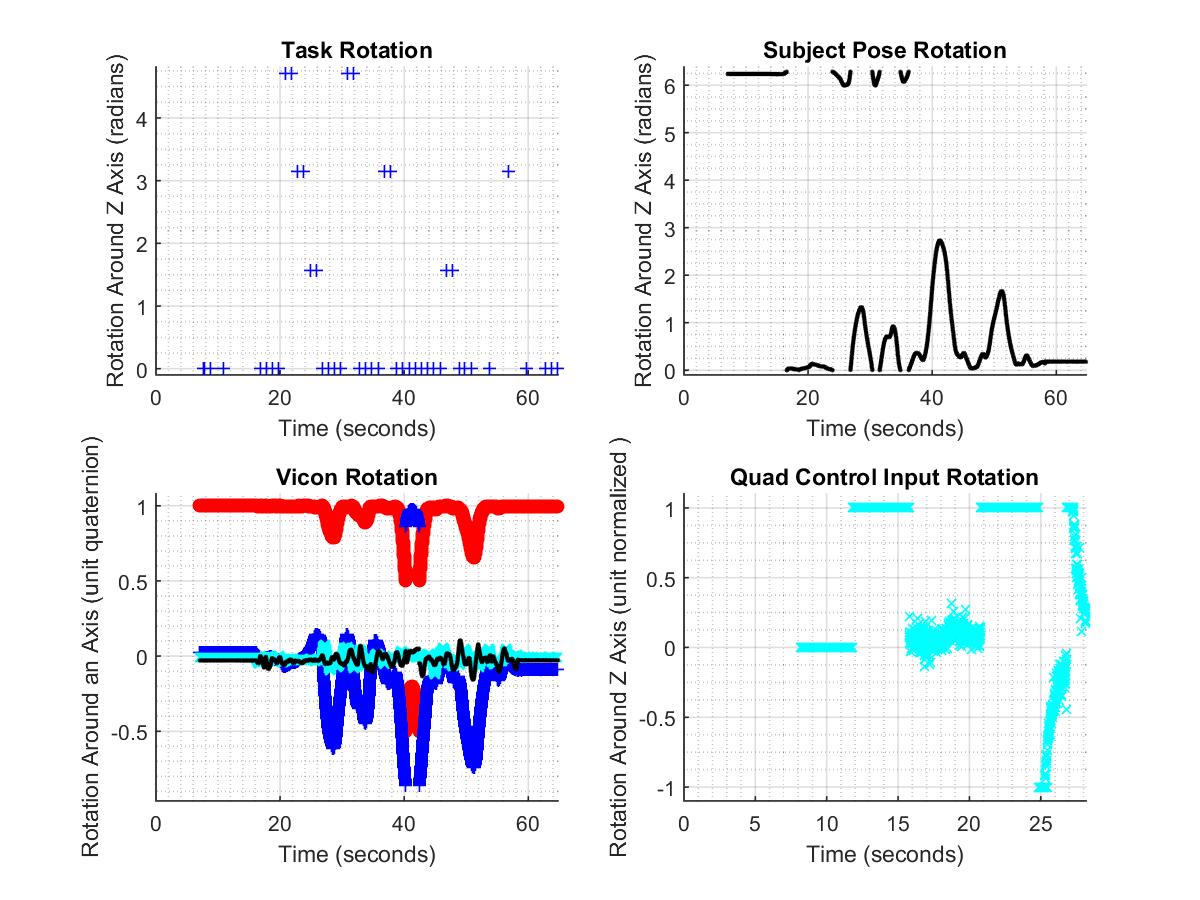 Task Rotation
Rotation Around Z Axis (radians)
4
3
2
1
0
0 20 40 60
Time (seconds)
Subject Pose Rotation
Rotation Around Z Axis (radians)
6
5
4
3
2
1
0
0 20 40 60
Time (seconds)
Vicon Rotation
Rotation Around an Axis (unit quaternion)
1
0.5
0
-0.5
0 20 40 60
Time (seconds)
Quad Control Input Rotation
Rotation Around Z Axis (unit normalized )
1
0.5
0
-0.5
-1
0 5 10 15 20 25
Time (seconds)